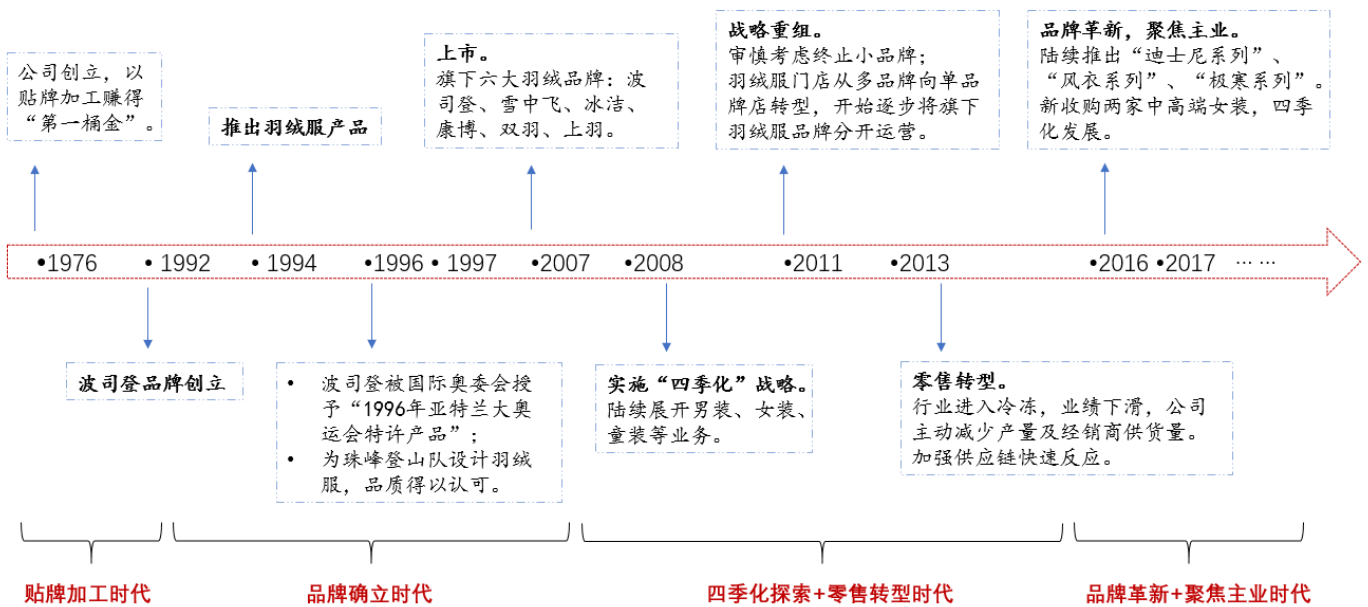 公司创立，以
贴牌加工赚得
“第一桶金”。
推出羽绒服产品
上市。
旗下六大羽绒品牌：波
司登、雪中飞、冰洁、
康博、双羽、上羽。
战略重组。
审慎考虑终止小品牌；
羽绒服门店从多品牌向单品
牌店转型，开始逐步将旗下
羽绒服品牌分开运营。
品牌革新，聚焦主业。
陆续推出“迪士尼系列”、
“风衣系列”、“极寒系列”。
新收购两家中高端女装，四季
化发展。
•1976 • 1992 • 1994 •1996 • 1997 •2007 •2008 •2011 •2013 •2016 •2017 … …
波司登品牌创立
• 波司登被国际奥委会授
予“1996年亚特兰大奥
运会特许产品”；
• 为珠峰登山队设计羽绒
服，品质得以认可。
实施“四季化”战略。
陆续展开男装、女装、
童装等业务。
零售转型。
行业进入冷冻，业绩下滑，公司
主动减少产量及经销商供货量。
加强供应链快速反应。
贴牌加工时代
品牌确立时代
四季化探索+零售转型时代
品牌革新+聚焦主业时代